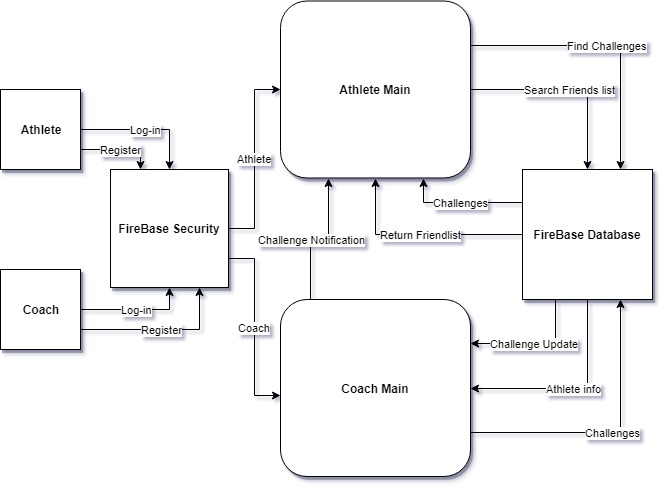 Athlete Main
Find Challenges
Search Friends list
Athlete
Log-in
Register
Athlete
FireBase Security
Challenges
Return Friendlist
FireBase Database
Challenge Notification
Coach
Log-in
Register
Coach
Challenge Update
Coach Main
Athlete info
Challenges